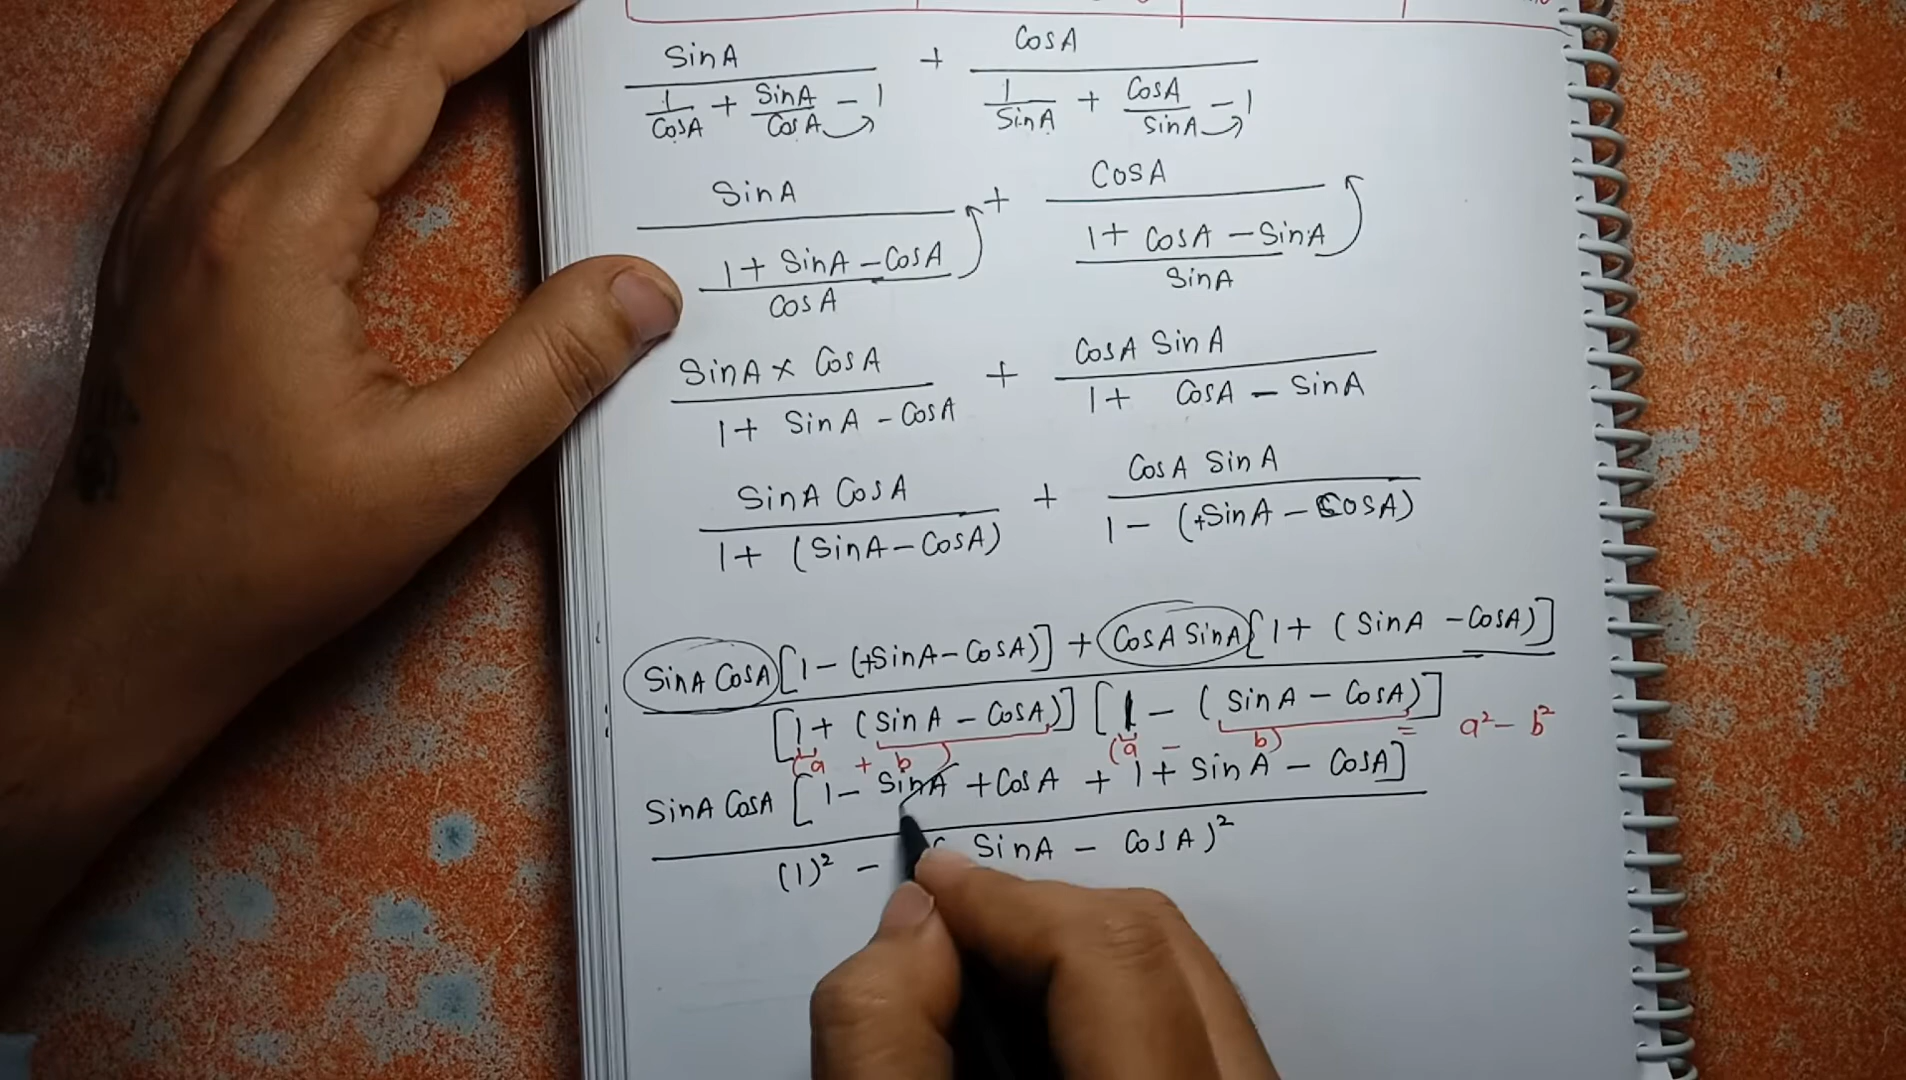 SinA + CosA
1/CosA + SinA/CosA - 1 1/SinA + CosA/SinA - 1
SinA + CosA
1 + SinA - CosA 1 + CosA - SinA
CosA SinA
SinA × CosA + CosA SinA
1 + SinA - CosA 1 + CosA - SinA
SinA CosA + CosA SinA
1 + (SinA - CosA) 1 - (+SinA - CosA)
SinA CosA [1 - (+SinA - CosA)] + CosA SinA [1 + (SinA - CosA)]
[1 + (SinA - CosA)] [1 - (SinA - CosA)]
(a + b) (a - b) = a² - b²
SinA CosA [1 - SinA + CosA + 1 + SinA - CosA]
(1)² - (SinA - CosA)²